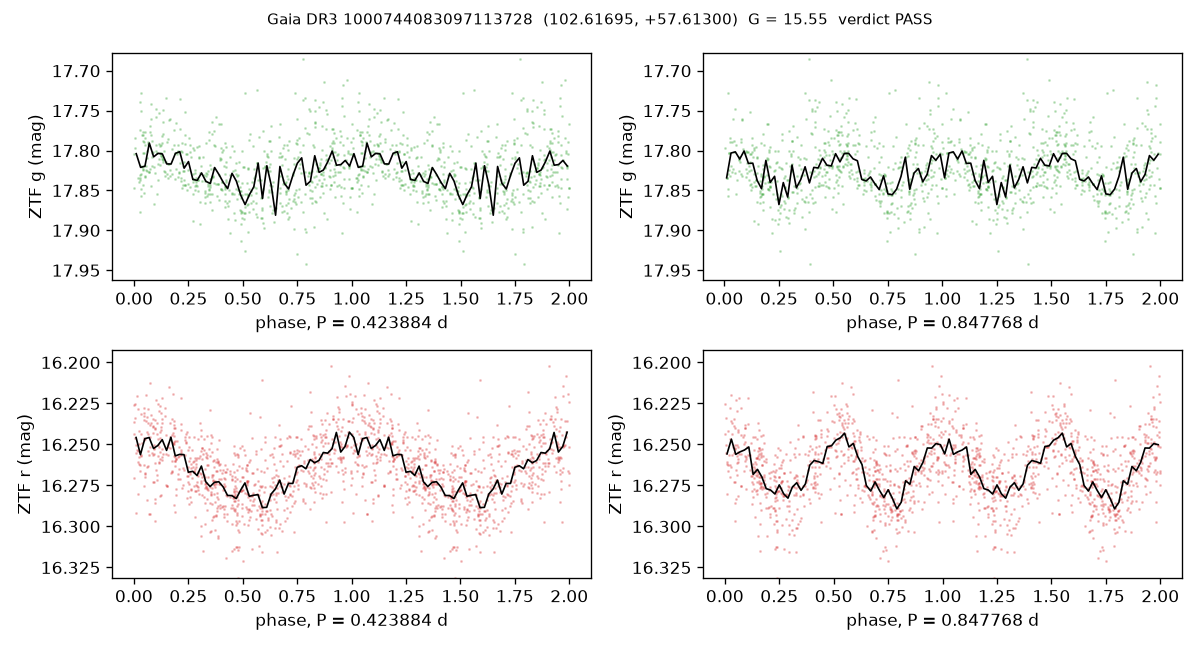 Gaia DR3 1000744083097113728 (102.61695, +57.61300) G = 15.55 verdict PASS
ZTF g (mag)
17.70
17.75
17.80
17.85
17.90
17.95
0.00 0.25 0.50 0.75 1.00 1.25 1.50 1.75 2.00
phase, P = 0.423884 d
ZTF g (mag)
17.70
17.75
17.80
17.85
17.90
17.95
0.00 0.25 0.50 0.75 1.00 1.25 1.50 1.75 2.00
phase, P = 0.847768 d
ZTF r (mag)
16.200
16.225
16.250
16.275
16.300
16.325
0.00 0.25 0.50 0.75 1.00 1.25 1.50 1.75 2.00
phase, P = 0.423884 d
ZTF r (mag)
16.200
16.225
16.250
16.275
16.300
16.325
0.00 0.25 0.50 0.75 1.00 1.25 1.50 1.75 2.00
phase, P = 0.847768 d